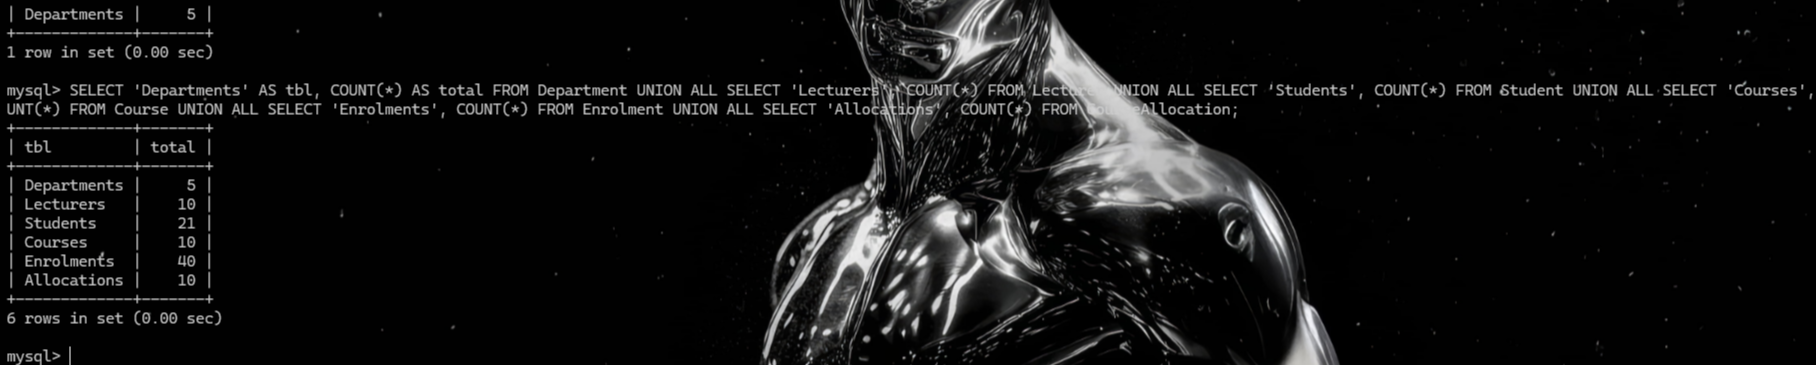 | Departments |     5 |
+-------------+-------+
1 row in set (0.00 sec)
mysql> SELECT 'Departments' AS tbl, COUNT(*) AS total FROM Department UNION ALL SELECT 'Lecturers', COUNT(*) FROM Lecturer UNION ALL SELECT 'Students', COUNT(*) FROM Student UNION ALL SELECT 'Courses',
UNT(*) FROM Course UNION ALL SELECT 'Enrolments', COUNT(*) FROM Enrolment UNION ALL SELECT 'Allocations', COUNT(*) FROM CourseAllocation;
+-------------+-------+
| tbl         | total |
+-------------+-------+
| Departments |     5 |
| Lecturers   |    10 |
| Students    |    21 |
| Courses     |    10 |
| Enrolments  |    40 |
| Allocations |    10 |
+-------------+-------+
6 rows in set (0.00 sec)
mysql>